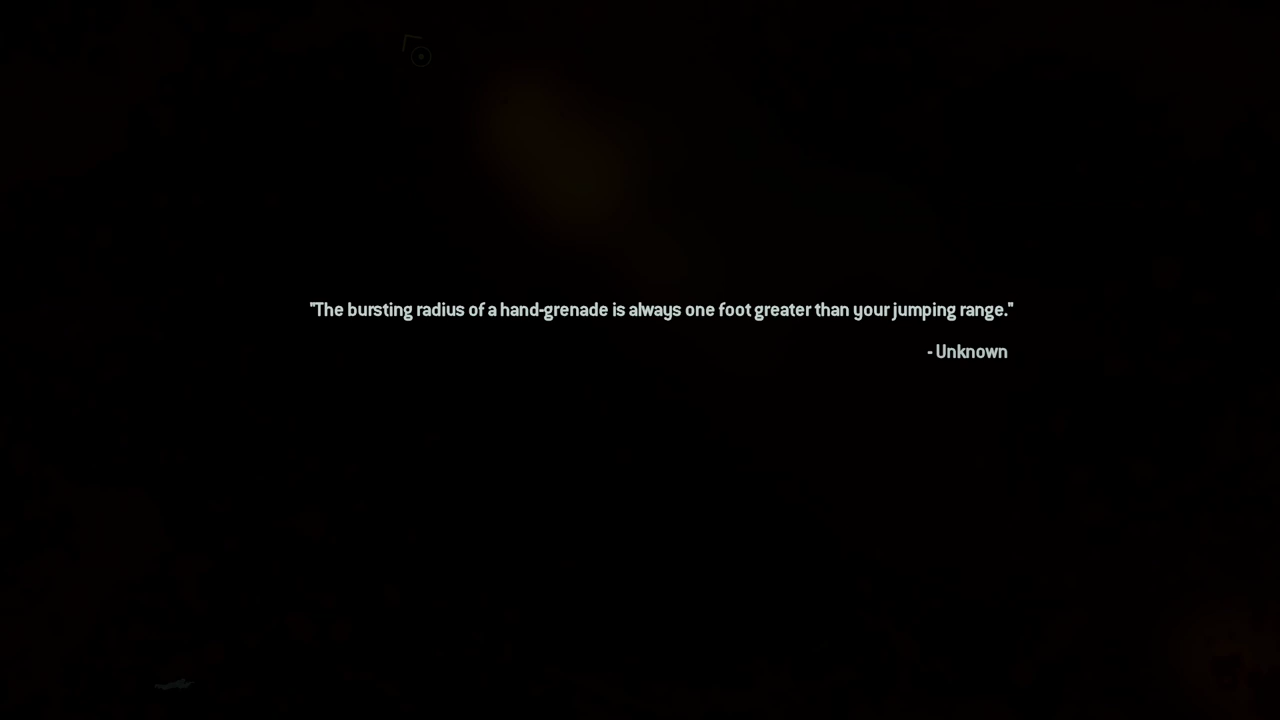 "The bursting radius of a hand-grenade is always one foot greater than your jumping range."
- Unknown